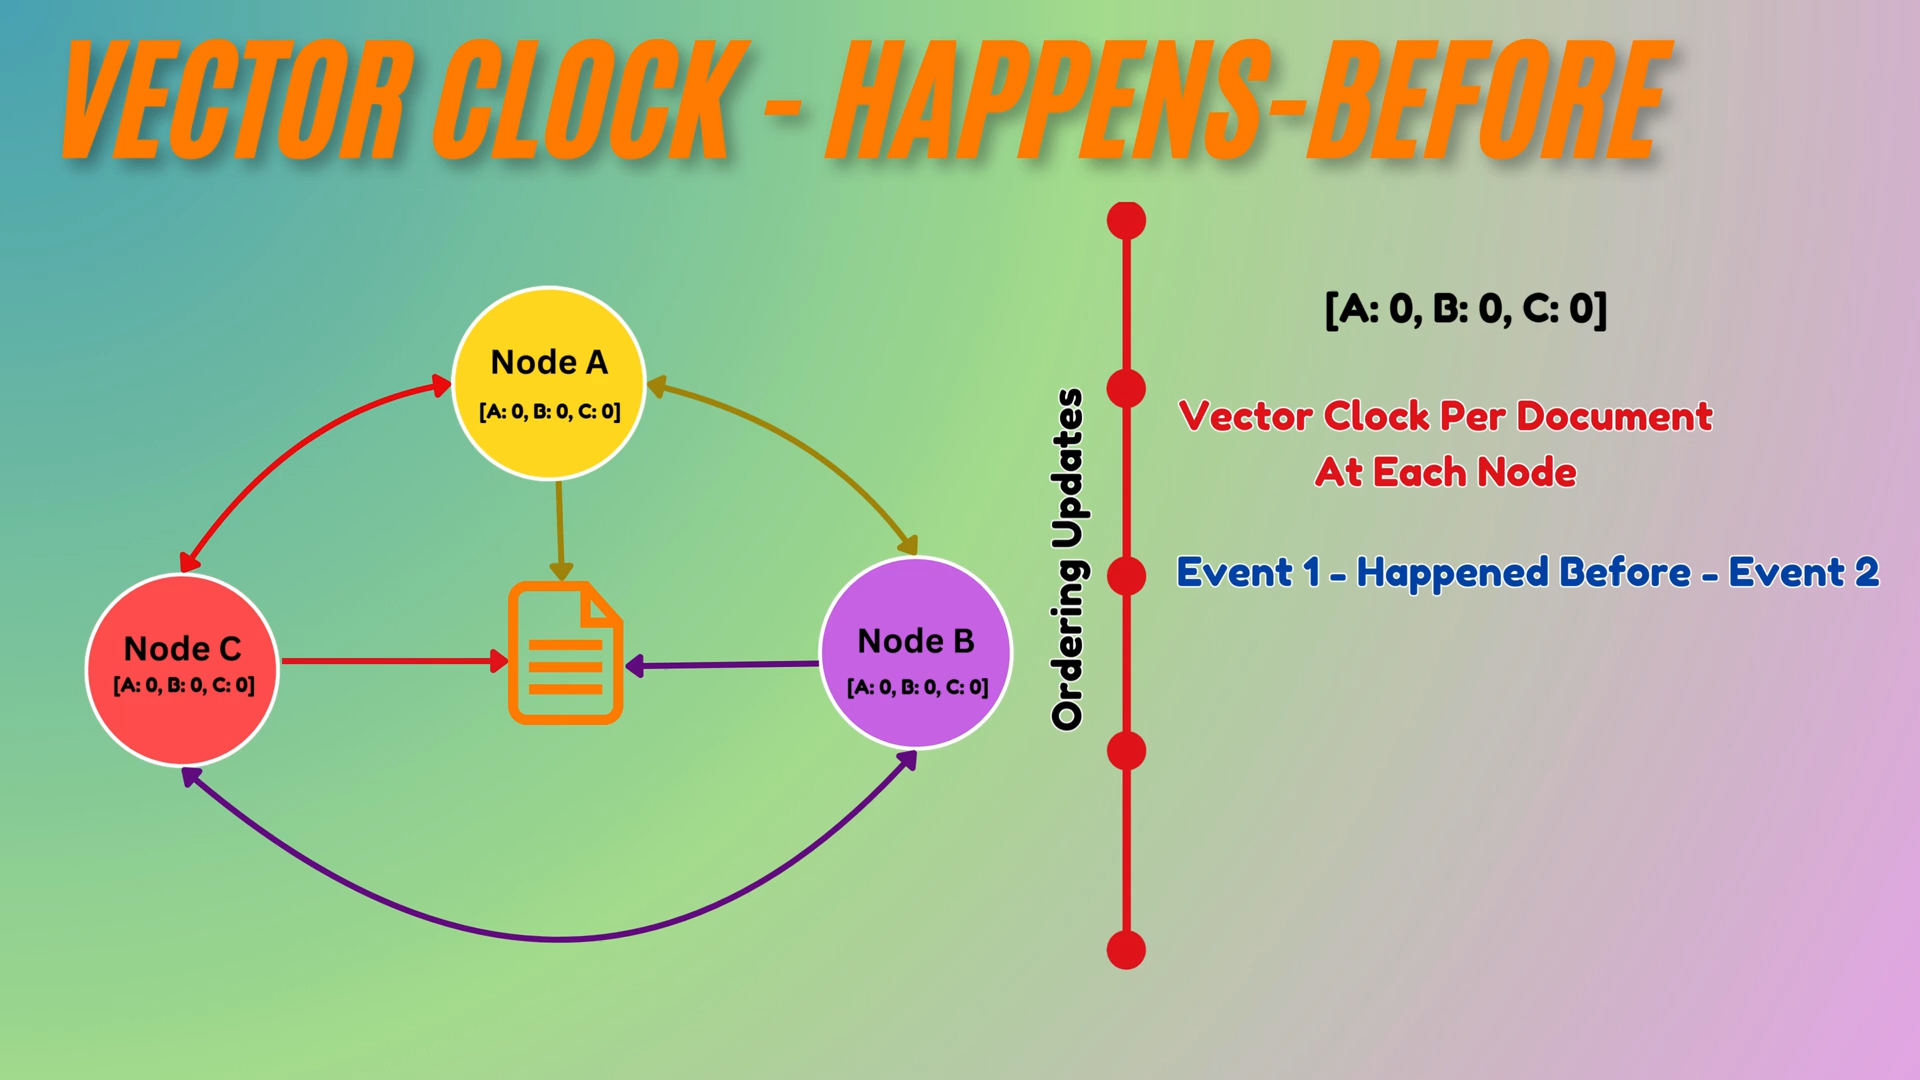 VECTOR CLOCK - HAPPENS-BEFORE
Node A
[A: 0, B: 0, C: 0]
Node C
[A: 0, B: 0, C: 0]
Node B
[A: 0, B: 0, C: 0]
Ordering Updates
[A: 0, B: 0, C: 0]
Vector Clock Per Document
At Each Node
Event 1 - Happened Before - Event 2